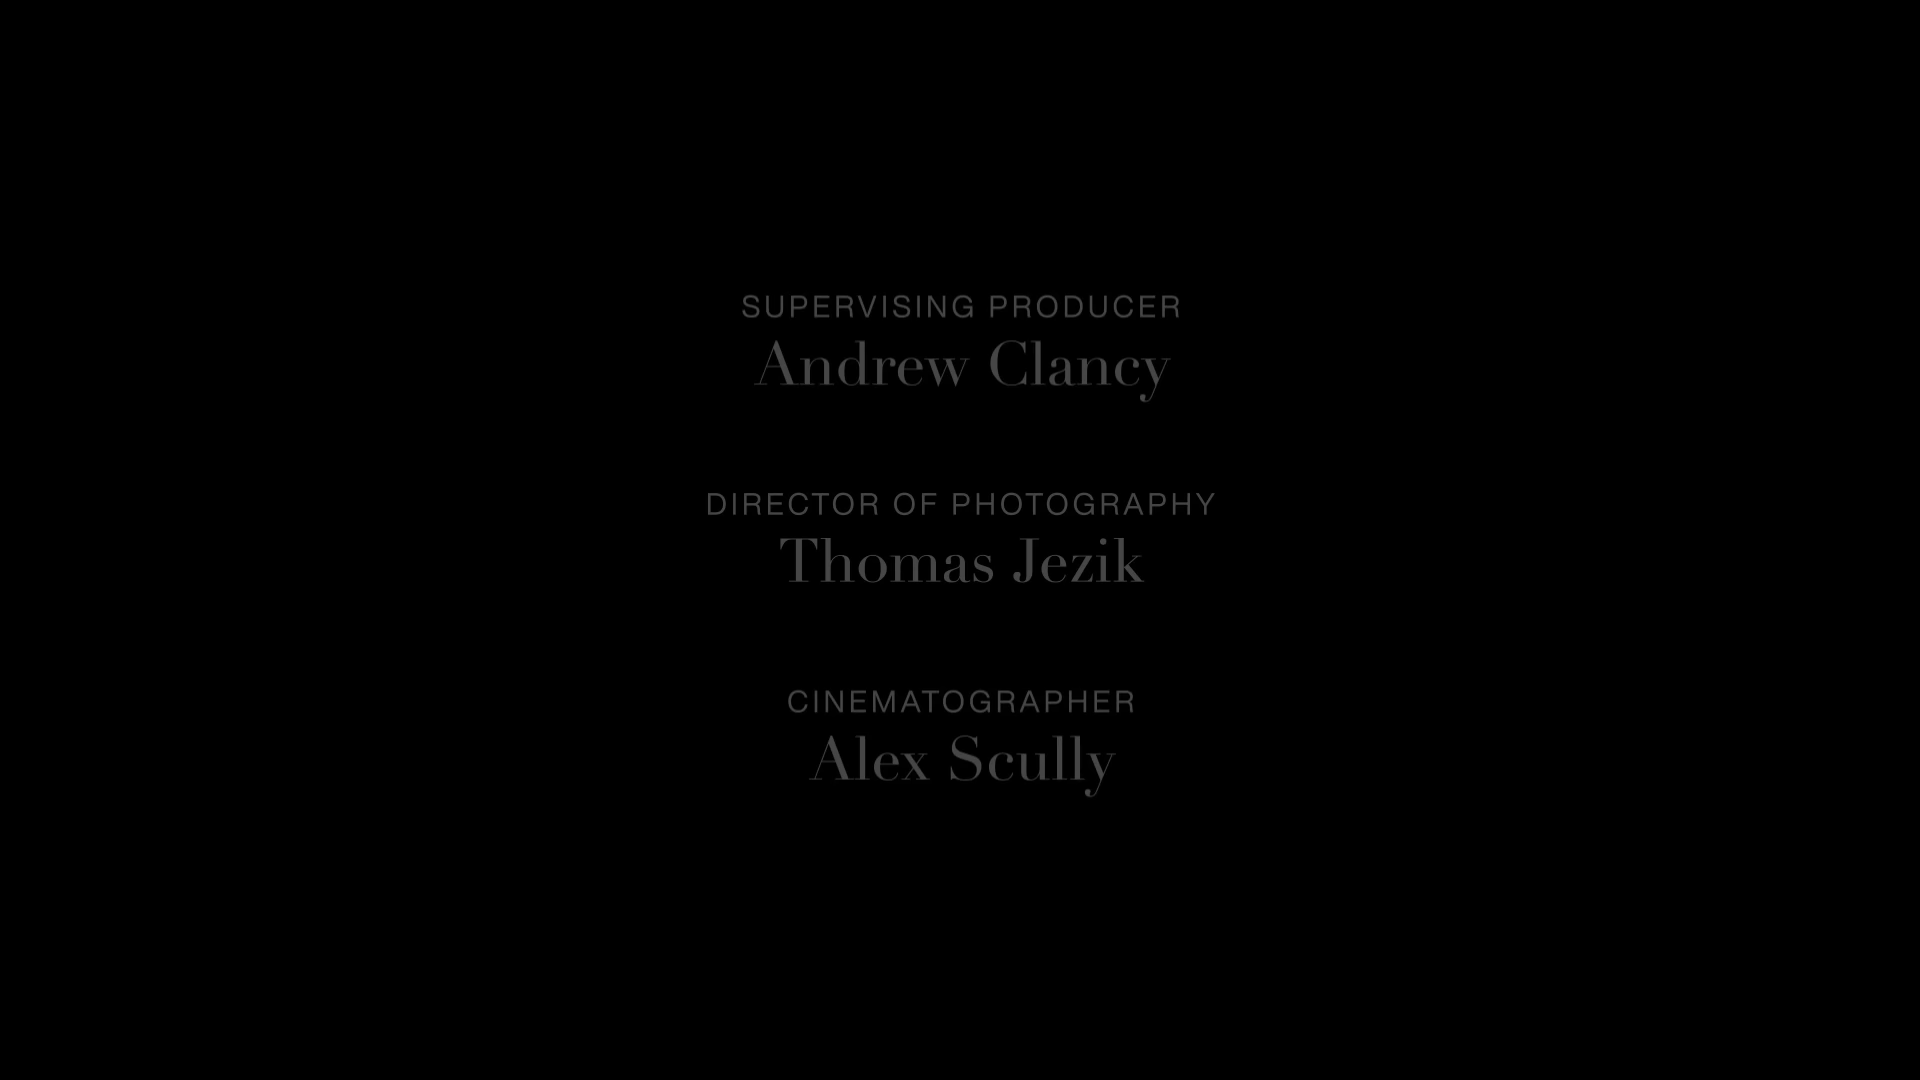 SUPERVISING PRODUCER
Andrew Clancy
DIRECTOR OF PHOTOGRAPHY
Thomas Jezik
CINEMATOGRAPHER
Alex Scully